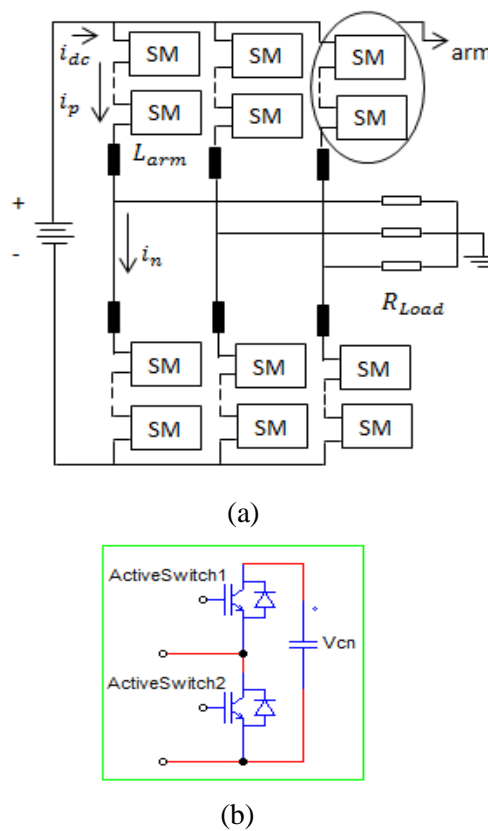 SM SM SM
arm
i_dc
i_p
SM SM SM
L_arm
+
-
i_n
R_Load
SM SM SM
SM SM SM
(a)
ActiveSwitch1
Vcn
ActiveSwitch2
(b)